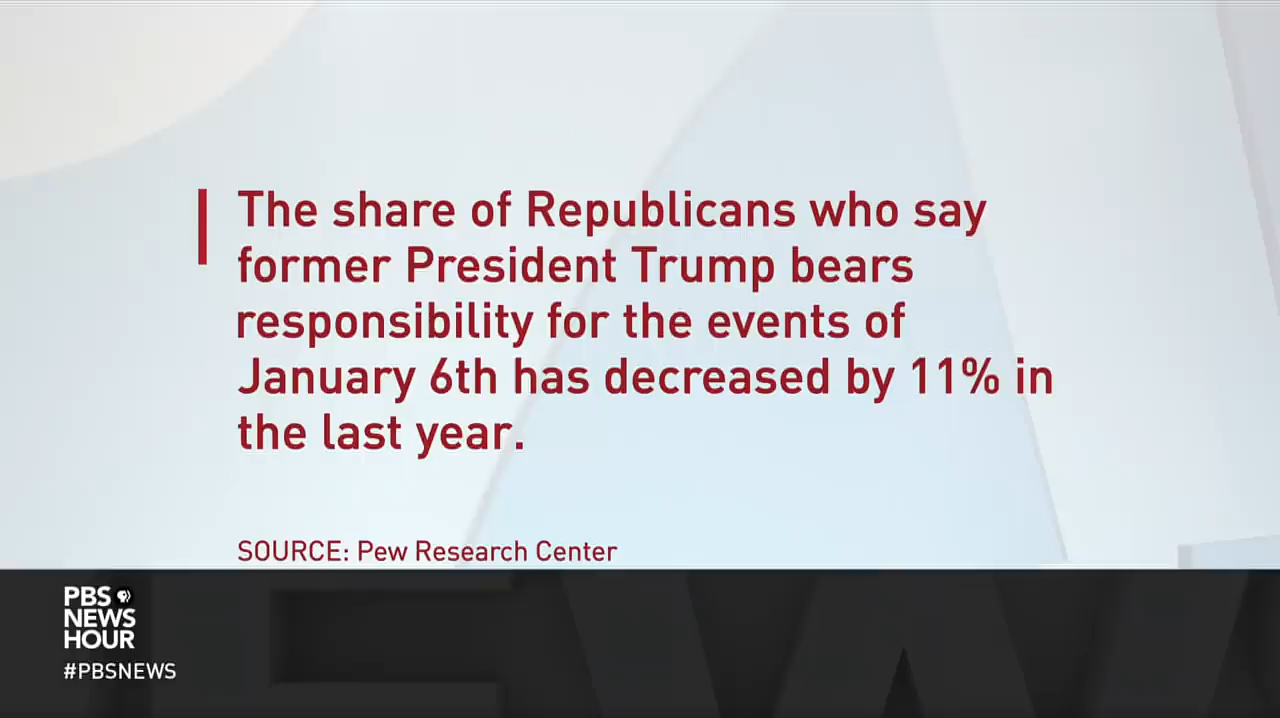 The share of Republicans who say
former President Trump bears
responsibility for the events of
January 6th has decreased by 11% in
the last year.
SOURCE: Pew Research Center
PBS
NEWS
HOUR
#PBSNEWS